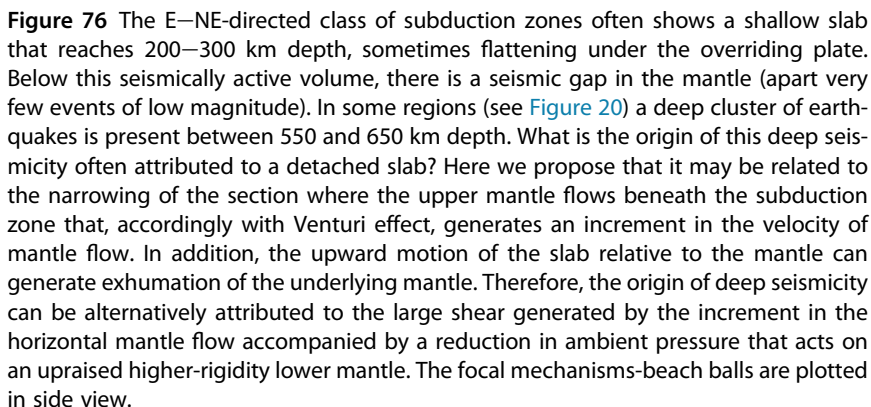 Figure 76 The E−NE-directed class of subduction zones often shows a shallow slab
that reaches 200−300 km depth, sometimes flattening under the overriding plate.
Below this seismically active volume, there is a seismic gap in the mantle (apart very
few events of low magnitude). In some regions (see Figure 20) a deep cluster of earth-
quakes is present between 550 and 650 km depth. What is the origin of this deep seis-
micity often attributed to a detached slab? Here we propose that it may be related to
the narrowing of the section where the upper mantle flows beneath the subduction
zone that, accordingly with Venturi effect, generates an increment in the velocity of
mantle flow. In addition, the upward motion of the slab relative to the mantle can
generate exhumation of the underlying mantle. Therefore, the origin of deep seismicity
can be alternatively attributed to the large shear generated by the increment in the
horizontal mantle flow accompanied by a reduction in ambient pressure that acts on
an upraised higher-rigidity lower mantle. The focal mechanisms-beach balls are plotted
in side view.